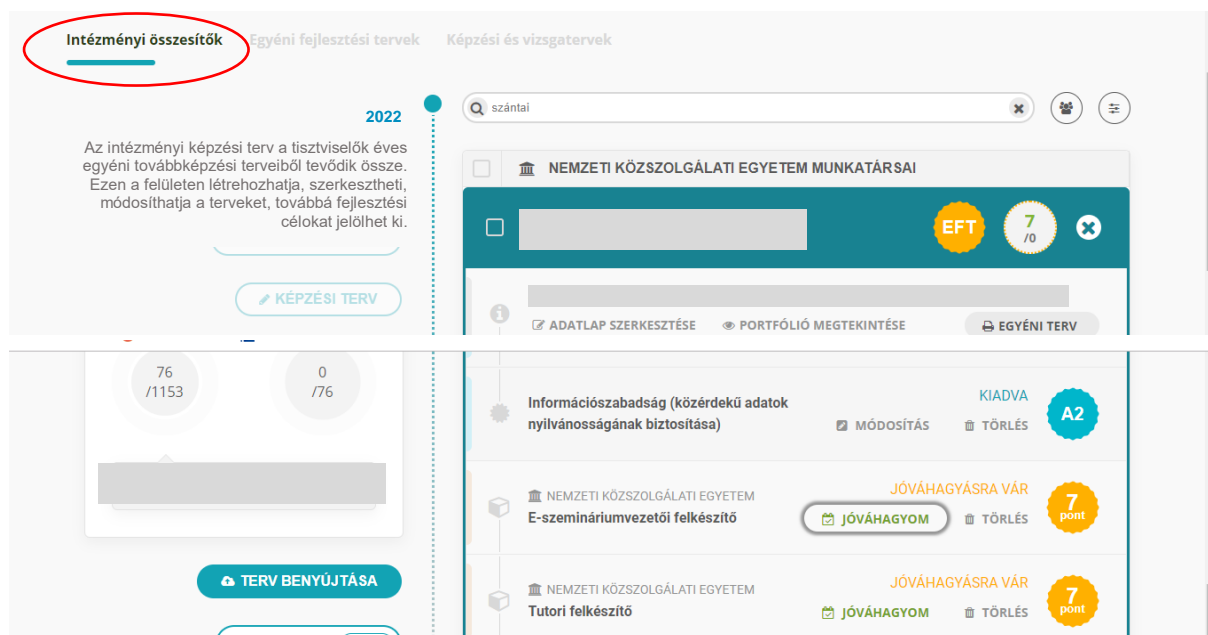 Intézményi összesítők
Egyéni fejlesztési tervek
Képzési és vizsgatervek
2022
Az intézményi képzési terv a tisztviselők éves
egyéni továbbképzési terveiből tevődik össze.
Ezen a felületen létrehozhatja, szerkesztheti,
módosíthatja a terveket, továbbá fejlesztési
célokat jelölhet ki.
KÉPZÉSI TERV
76
/1153
0
/76
TERV BENYÚJTÁSA
szántai
NEMZETI KÖZSZOLGÁLATI EGYETEM MUNKATÁRSAI
EFT
7
/0
ADATLAP SZERKESZTÉSE
PORTFÓLIÓ MEGTEKINTÉSE
EGYÉNI TERV
Információszabadság (közérdekű adatok
nyilvánosságának biztosítása)
KIADVA
MÓDOSÍTÁS
TÖRLÉS
A2
NEMZETI KÖZSZOLGÁLATI EGYETEM
E-szemináriumvezetői felkészítő
JÓVÁHAGYÁSRA VÁR
JÓVÁHAGYOM
TÖRLÉS
7
pont
NEMZETI KÖZSZOLGÁLATI EGYETEM
Tutori felkészítő
JÓVÁHAGYÁSRA VÁR
JÓVÁHAGYOM
TÖRLÉS
7
pont